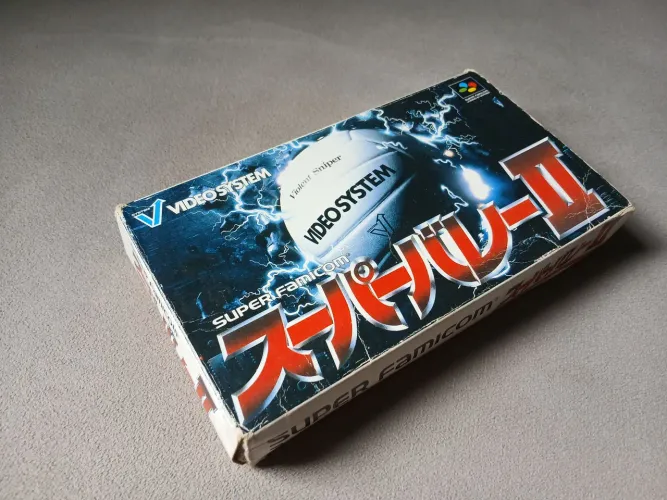 VIDEO SYSTEM
Violent Sniper
VIDEO SYSTEM
SUPER FAMICOM
スーパーバレーII
SUPER FAMICOM